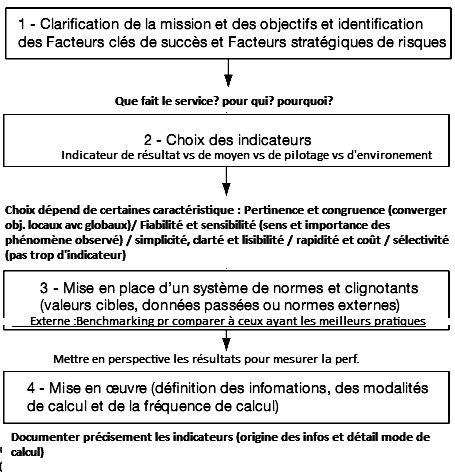 1 - Clarification de la mission et des objectifs et identification
des Facteurs clés de succès et Facteurs stratégiques de risques
Que fait le service? pour qui? pourquoi?
2 - Choix des indicateurs
Indicateur de résultat vs de moyen vs de pilotage vs d'environement
Choix dépend de certaines caractéristique : Pertinence et congruence (converger
obj. locaux avc globaux)/ Fiabilité et sensibilité (sens et importance des
phénomène observé) / simplicité, clarté et lisibilité / rapidité et coût / sélectivité
(pas trop d'indicateur)
3 - Mise en place d'un système de normes et clignotants
(valeurs cibles, données passées ou normes externes)
Externe :Benchmarking pr comparer à ceux ayant les meilleurs pratiques
Mettre en perspective les résultats pour mesurer la perf.
4 - Mise en œuvre (définition des infomations, des modalités
de calcul et de la fréquence de calcul)
Documenter précisement les indicateurs (origine des infos et détail mode de
calcul)